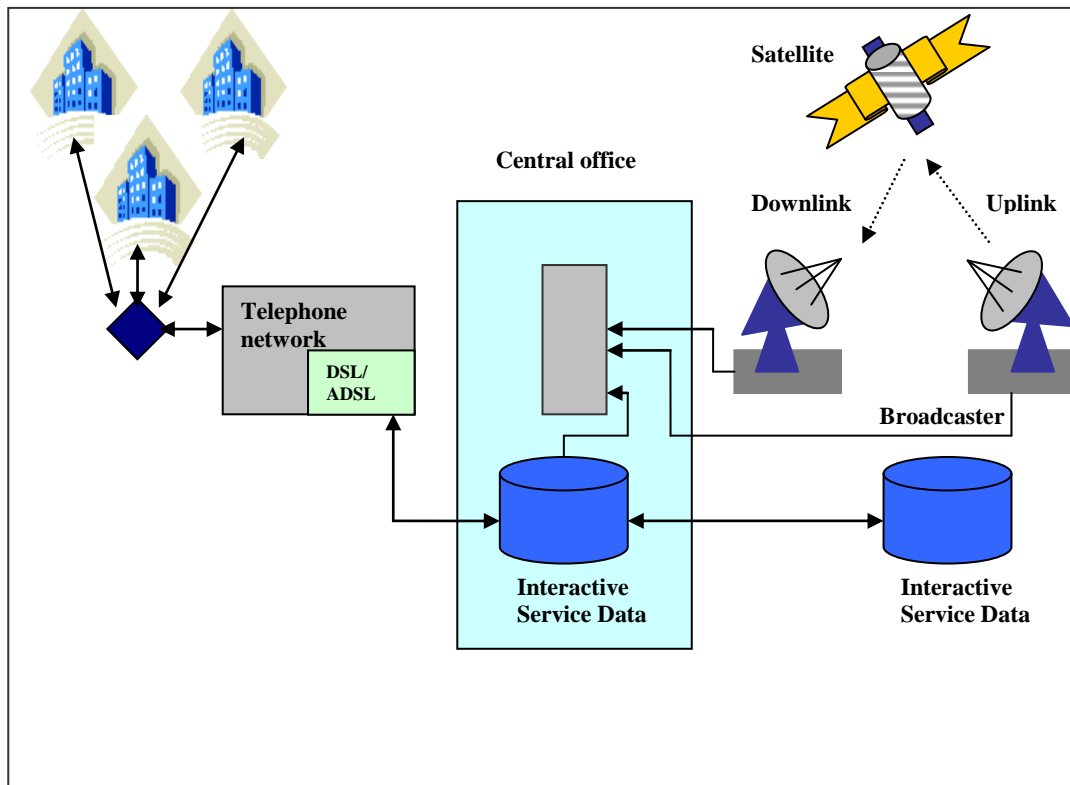 Satellite
Central office
Downlink
Uplink
Telephone
network
DSL/
ADSL
Broadcaster
Interactive
Service Data
Interactive
Service Data